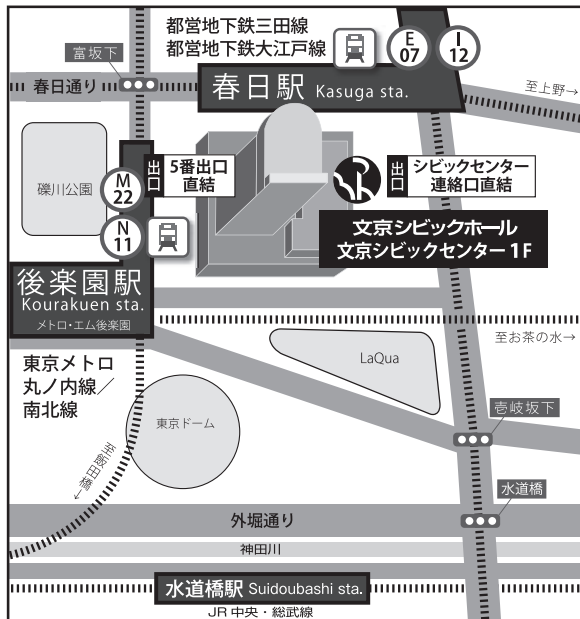 都営地下鉄三田線
都営地下鉄大江戸線
E
07
I
12
富坂下
春日通り
春日駅 Kasuga sta.
至上野→
礫川公園
M
22
N
11
出口
5番出口
直結
出口
シビックセンター
連絡口直結
文京シビックホール
文京シビックセンター 1F
後楽園駅
Kourakuen sta.
メトロ・エム後楽園
至お茶の水→
東京メトロ
丸ノ内線／
南北線
LaQua
東京ドーム
壱岐坂下
至飯田橋→
水道橋
外堀通り
神田川
水道橋駅 Suidoubashi sta.
JR 中央・総武線